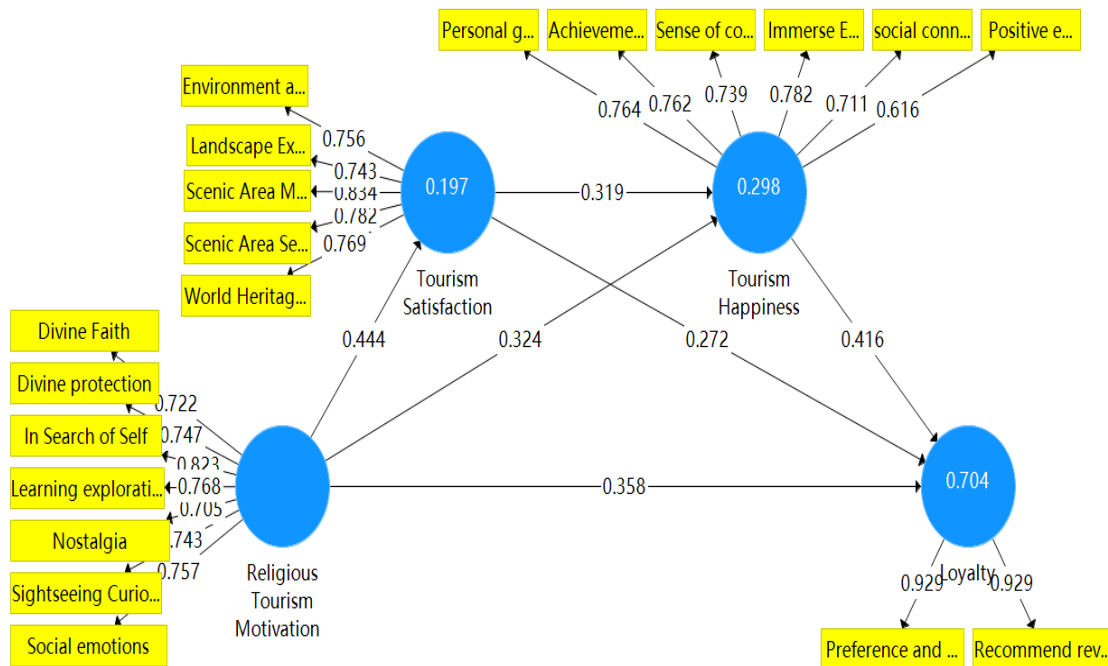 Personal g...
Achieveme...
Sense of co...
Immerse E...
social conn...
Positive e...
0.764
0.762
0.739
0.782
0.711
0.616
Environment a...
Landscape Ex...
Scenic Area M...
Scenic Area Se...
World Heritag...
0.756
0.743
0.834
0.782
0.769
0.197
Tourism
Satisfaction
0.319
0.298
Tourism
Happiness
0.444
0.324
0.272
0.416
Divine Faith
Divine protection
In Search of Self
Learning explorati...
Nostalgia
Sightseeing Curio...
Social emotions
0.722
0.747
0.823
0.768
0.705
0.743
0.757
Religious
Tourism
Motivation
0.358
0.704
Loyalty
0.929
0.929
Preference and ...
Recommend rev...